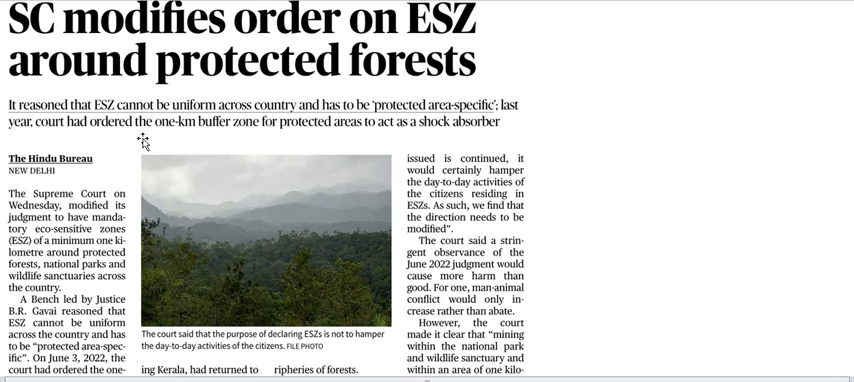 SC modifies order on ESZ
around protected forests
It reasoned that ESZ cannot be uniform across country and has to be ‘protected area-specific’; last
year, court had ordered the one-km buffer zone for protected areas to act as a shock absorber
The Hindu Bureau
NEW DELHI
The Supreme Court on
Wednesday, modified its
judgment to have manda-
tory eco-sensitive zones
(ESZ) of a minimum one ki-
lometre around protected
forests, national parks and
wildlife sanctuaries across
the country.
A Bench led by Justice
B.R. Gavai reasoned that
ESZ cannot be uniform
across the country and has
to be “protected area-spec-
ific”. On June 3, 2022, the
court had ordered the one-
The court said that the purpose of declaring ESZs is not to hamper
the day-to-day activities of the citizens. FILE PHOTO
ing Kerala, had returned to
ripheries of forests.
issued is continued, it
would certainly hamper
the day-to-day activities of
the citizens residing in
ESZs. As such, we find that
the direction needs to be
modified”.
The court said a strin-
gent observance of the
June 2022 judgment would
cause more harm than
good. For one, man-animal
conflict would only in-
crease rather than abate.
However, the court
made it clear that “mining
within the national park
and wildlife sanctuary and
within an area of one kilo-